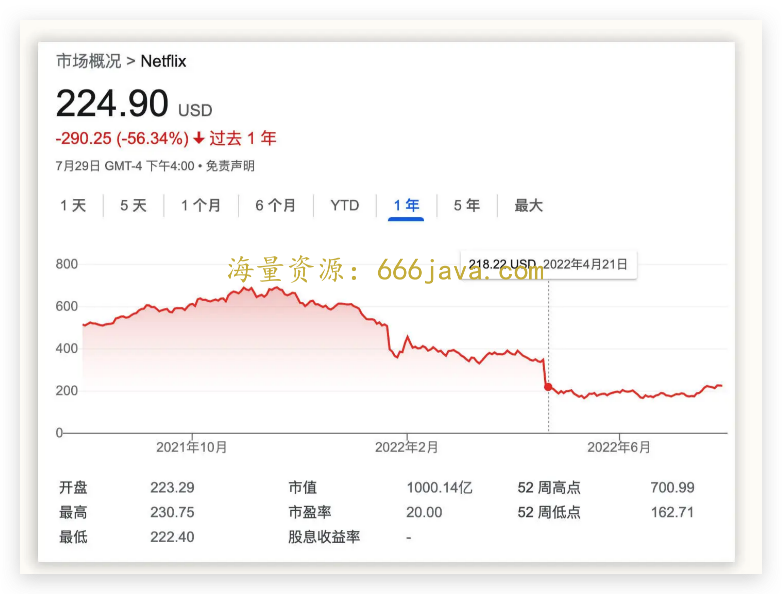 市场概况 > Netflix
224.90 USD
-290.25 (-56.34%) ↓ 过去 1 年
7月29日 GMT-4 下午4:00 • 免责声明
1 天 5 天 1 个月 6 个月 YTD 1 年 5 年 最大
218.22 USD 2022年4月21日
海量资源：666java.com
800
600
400
200
0
2021年10月 2022年2月 2022年6月
开盘 223.29 市值 1000.14亿 52 周高点 700.99
最高 230.75 市盈率 20.00 52 周低点 162.71
最低 222.40 股息收益率 -